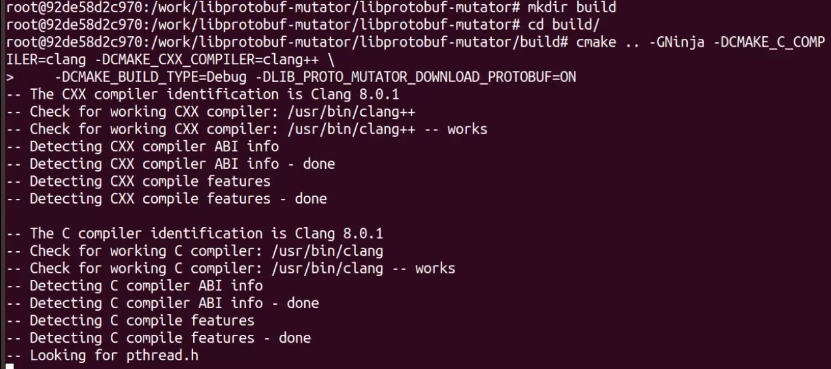 root@92de58d2c970:/work/libprotobuf-mutator/libprotobuf-mutator# mkdir build
root@92de58d2c970:/work/libprotobuf-mutator/libprotobuf-mutator# cd build/
root@92de58d2c970:/work/libprotobuf-mutator/libprotobuf-mutator/build# cmake .. -GNinja -DCMAKE_C_COMP
ILER=clang -DCMAKE_CXX_COMPILER=clang++ \
>     -DCMAKE_BUILD_TYPE=Debug -DLIB_PROTO_MUTATOR_DOWNLOAD_PROTOBUF=ON
-- The CXX compiler identification is Clang 8.0.1
-- Check for working CXX compiler: /usr/bin/clang++
-- Check for working CXX compiler: /usr/bin/clang++ -- works
-- Detecting CXX compiler ABI info
-- Detecting CXX compiler ABI info - done
-- Detecting CXX compile features
-- Detecting CXX compile features - done

-- The C compiler identification is Clang 8.0.1
-- Check for working C compiler: /usr/bin/clang
-- Check for working C compiler: /usr/bin/clang -- works
-- Detecting C compiler ABI info
-- Detecting C compiler ABI info - done
-- Detecting C compile features
-- Detecting C compile features - done
-- Looking for pthread.h